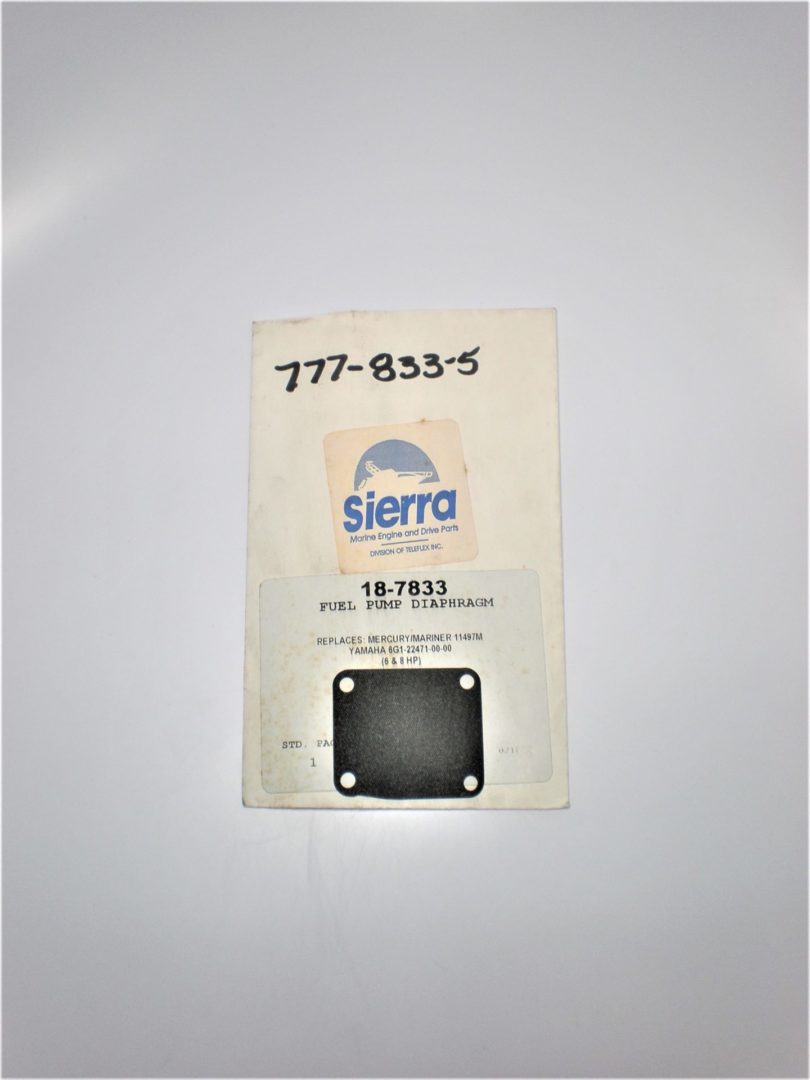 777-833-5
Sierra
Marine Engine and Drive Parts
DIVISION OF TELEFLEX INC.
18-7833
FUEL PUMP DIAPHRAGM
REPLACES: MERCURY/MARINER 11497M
YAMAHA 6G1-22471-00-00
(6 & 8 HP)
STD.
1